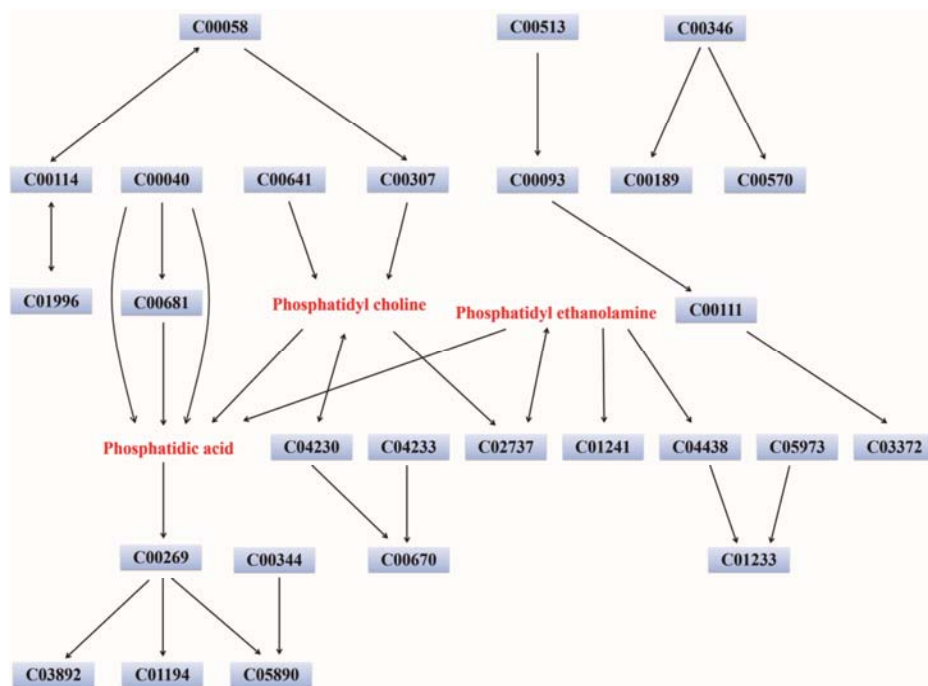 C00058
C00513
C00346
C00114
C00040
C00641
C00307
C00093
C00189
C00570
C01996
C00681
Phosphatidyl choline
Phosphatidyl ethanolamine
C00111
Phosphatidic acid
C04230
C04233
C02737
C01241
C04438
C05973
C03372
C00269
C00344
C00670
C01233
C03892
C01194
C05890